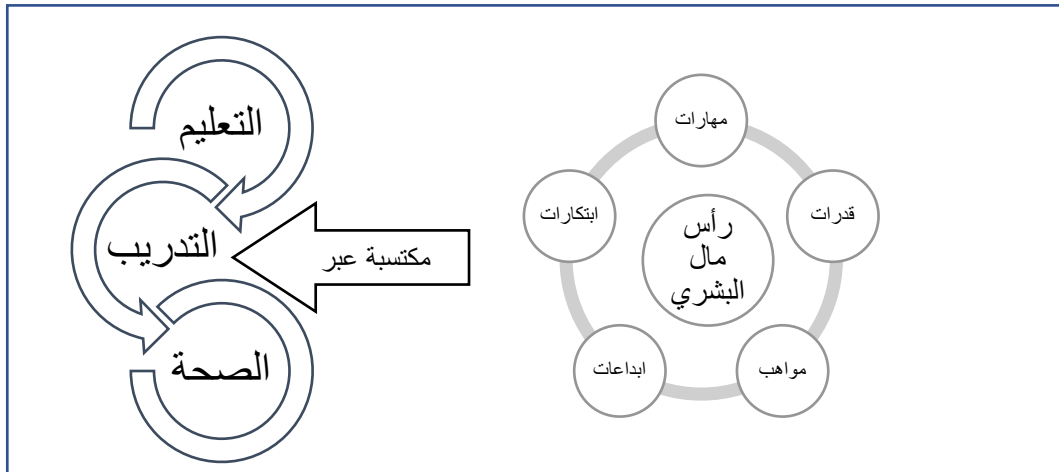 مهارات
قدرات
مواهب
ابداعات
ابتكارات
رأس
مال
البشري
مكتسبة عبر
التعليم
التدريب
الصحة